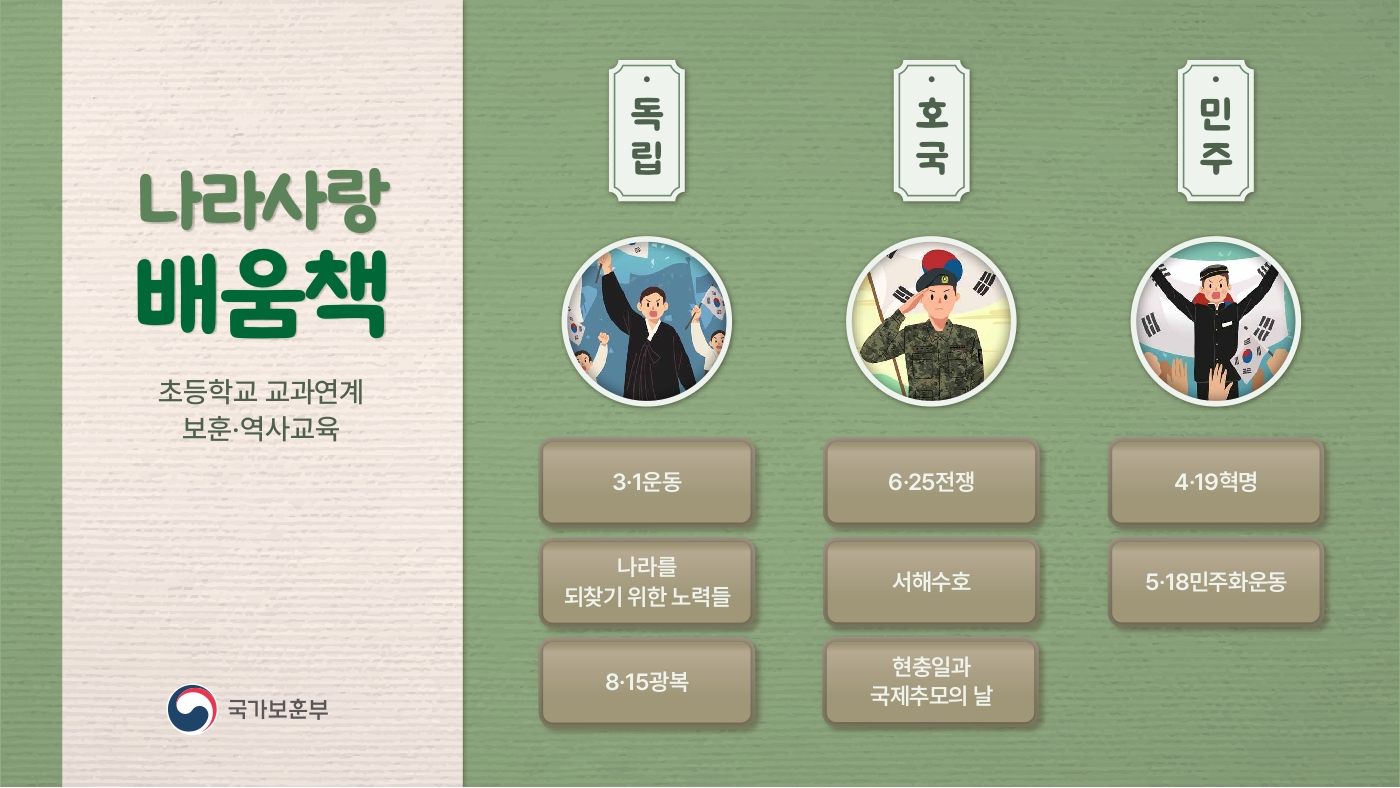 나라사랑
배움책
초등학교 교과연계
보훈·역사교육
국가보훈부
독립
3·1운동
나라를
되찾기 위한 노력들
8·15광복
호국
6·25전쟁
서해수호
현충일과
국제추모의 날
민주
4·19혁명
5·18민주화운동